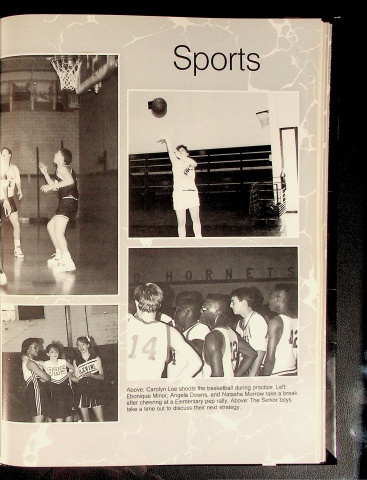 Sports
D HORNETS
14
Above: Carolyn Loe shoots the basketball during practice. Left:
Ebonique Minor, Angela Downs, and Natasha Morrow take a break
after cheering at a Elementary pep rally. Above: The Senior boys
take a time out to discuss their next strategy.